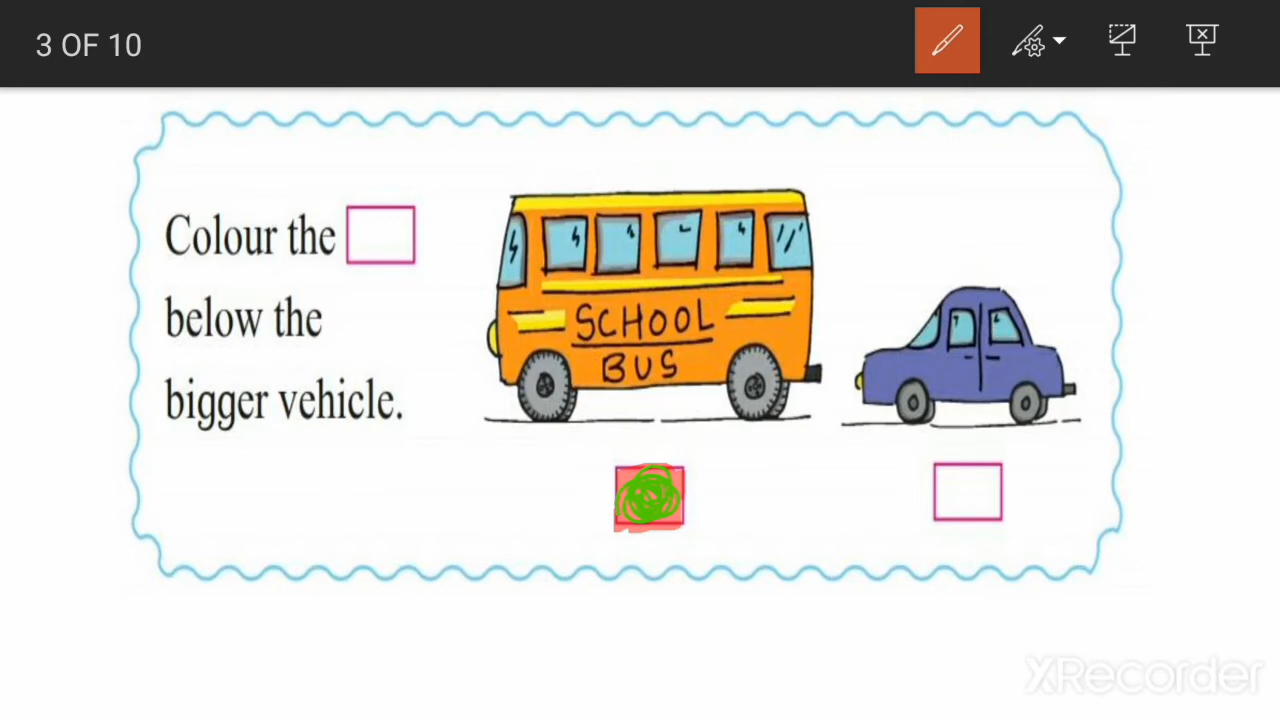 3 OF 10
Colour the
below the
bigger vehicle.
SCHOOL
BUS
XRecorder